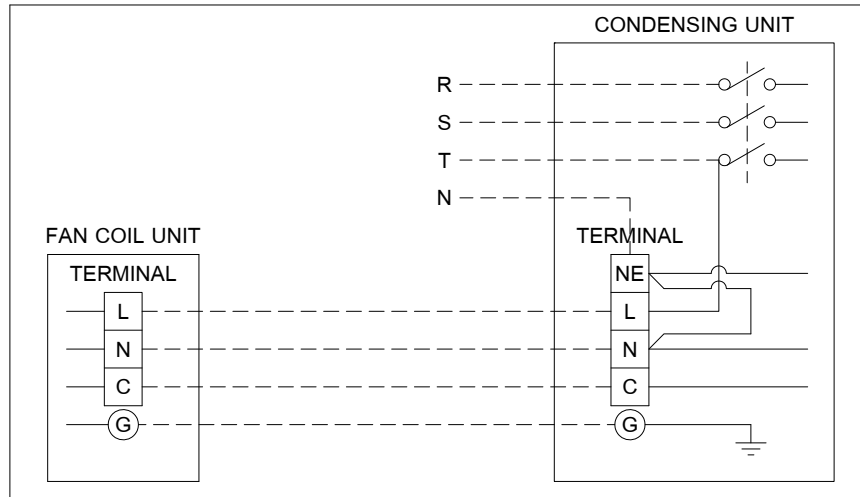 CONDENSING UNIT
R
S
T
N
FAN COIL UNIT
TERMINAL
TERMINAL
NE
L
L
N
N
C
C
G
G